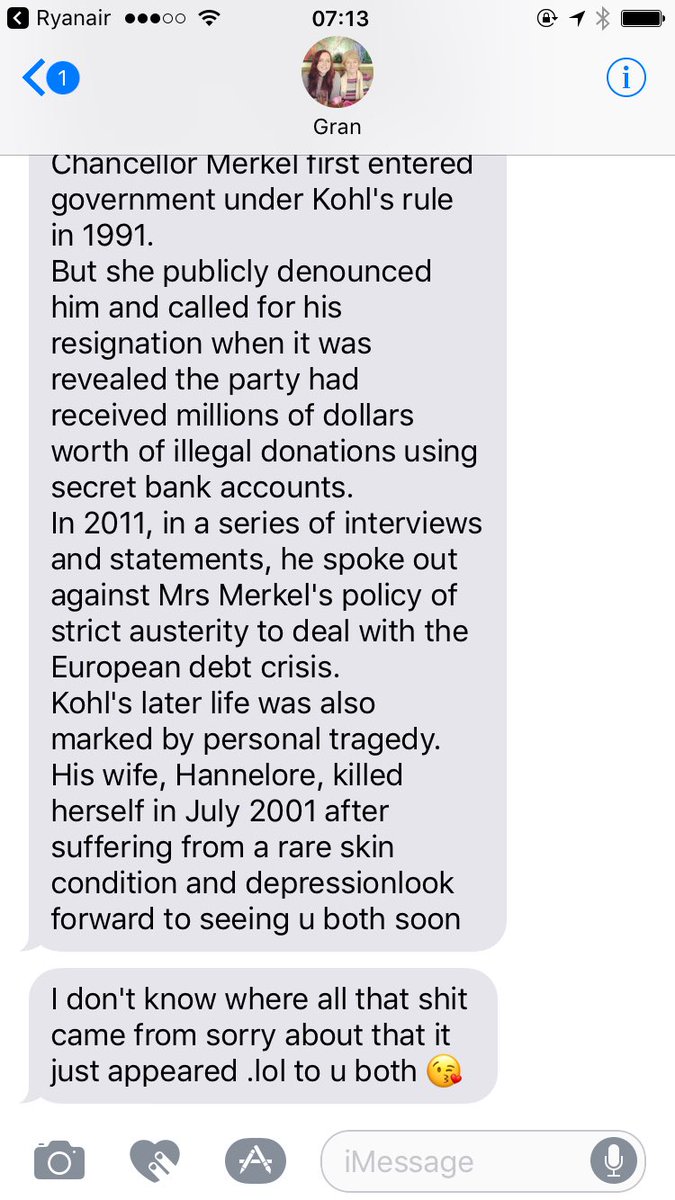 Ryanair 07:13
1
Gran
Chancellor Merkel first entered
government under Kohl's rule
in 1991.
But she publicly denounced
him and called for his
resignation when it was
revealed the party had
received millions of dollars
worth of illegal donations using
secret bank accounts.
In 2011, in a series of interviews
and statements, he spoke out
against Mrs Merkel's policy of
strict austerity to deal with the
European debt crisis.
Kohl's later life was also
marked by personal tragedy.
His wife, Hannelore, killed
herself in July 2001 after
suffering from a rare skin
condition and depressionlook
forward to seeing u both soon
I don't know where all that shit
came from sorry about that it
just appeared .lol to u both 😘
iMessage